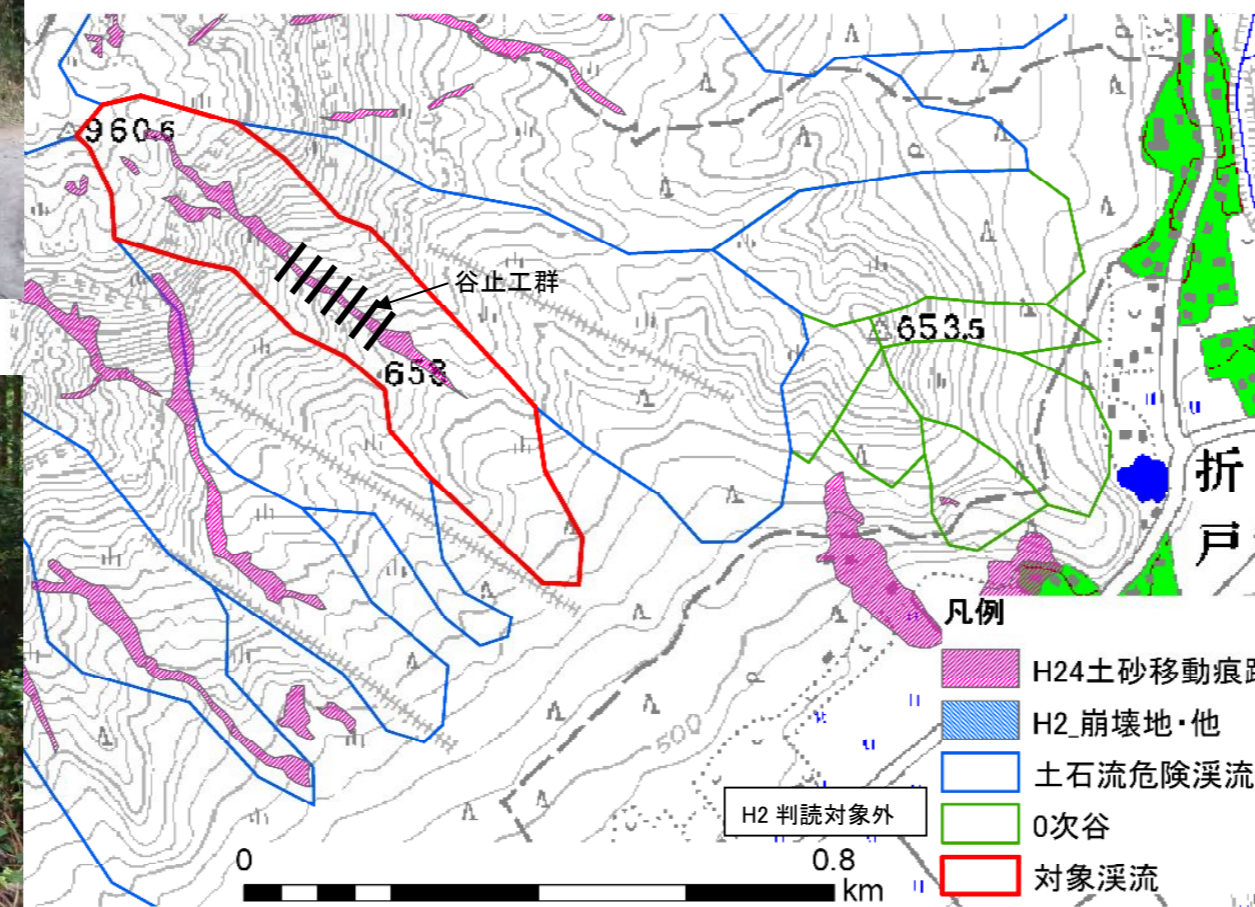 960.6
谷止工群
658
653.5
折
戸
500
凡例
H24土砂移動痕跡
H2_崩壊地・他
土石流危険渓流
H2 判読対象外
0次谷
対象渓流
0
0.8
km